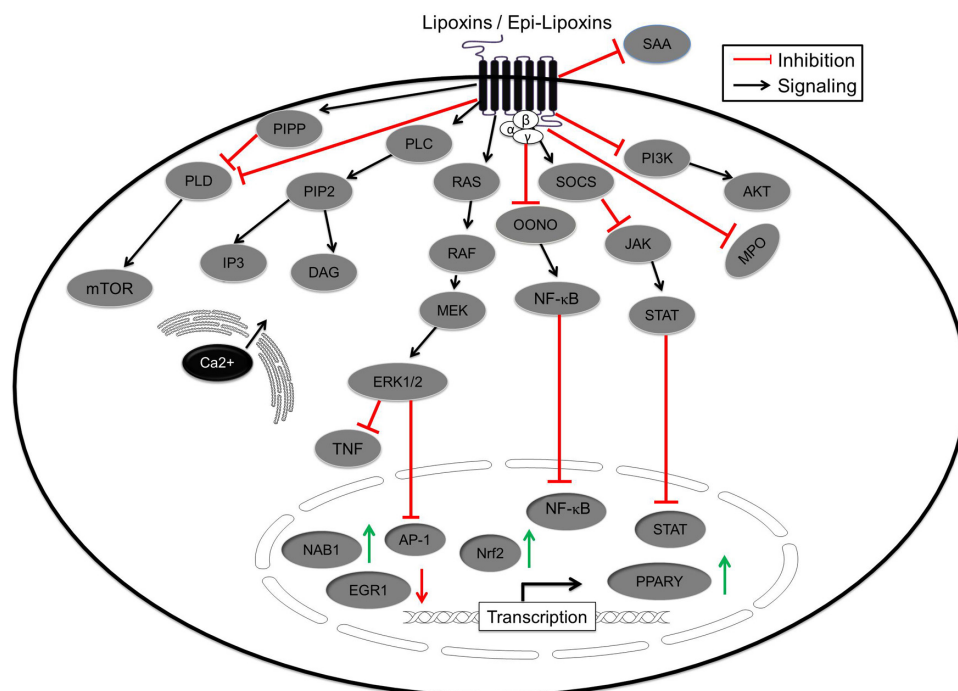 Lipoxins / Epi-Lipoxins
SAA
Inhibition
Signaling
PIPP
β
α
γ
PLC
PI3K
PLD
PIP2
RAS
SOCS
AKT
OONO
JAK
MPO
IP3
DAG
RAF
mTOR
MEK
NF-κB
STAT
Ca2+
ERK1/2
TNF
NF-κB
STAT
NAB1
AP-1
Nrf2
EGR1
PPARY
Transcription